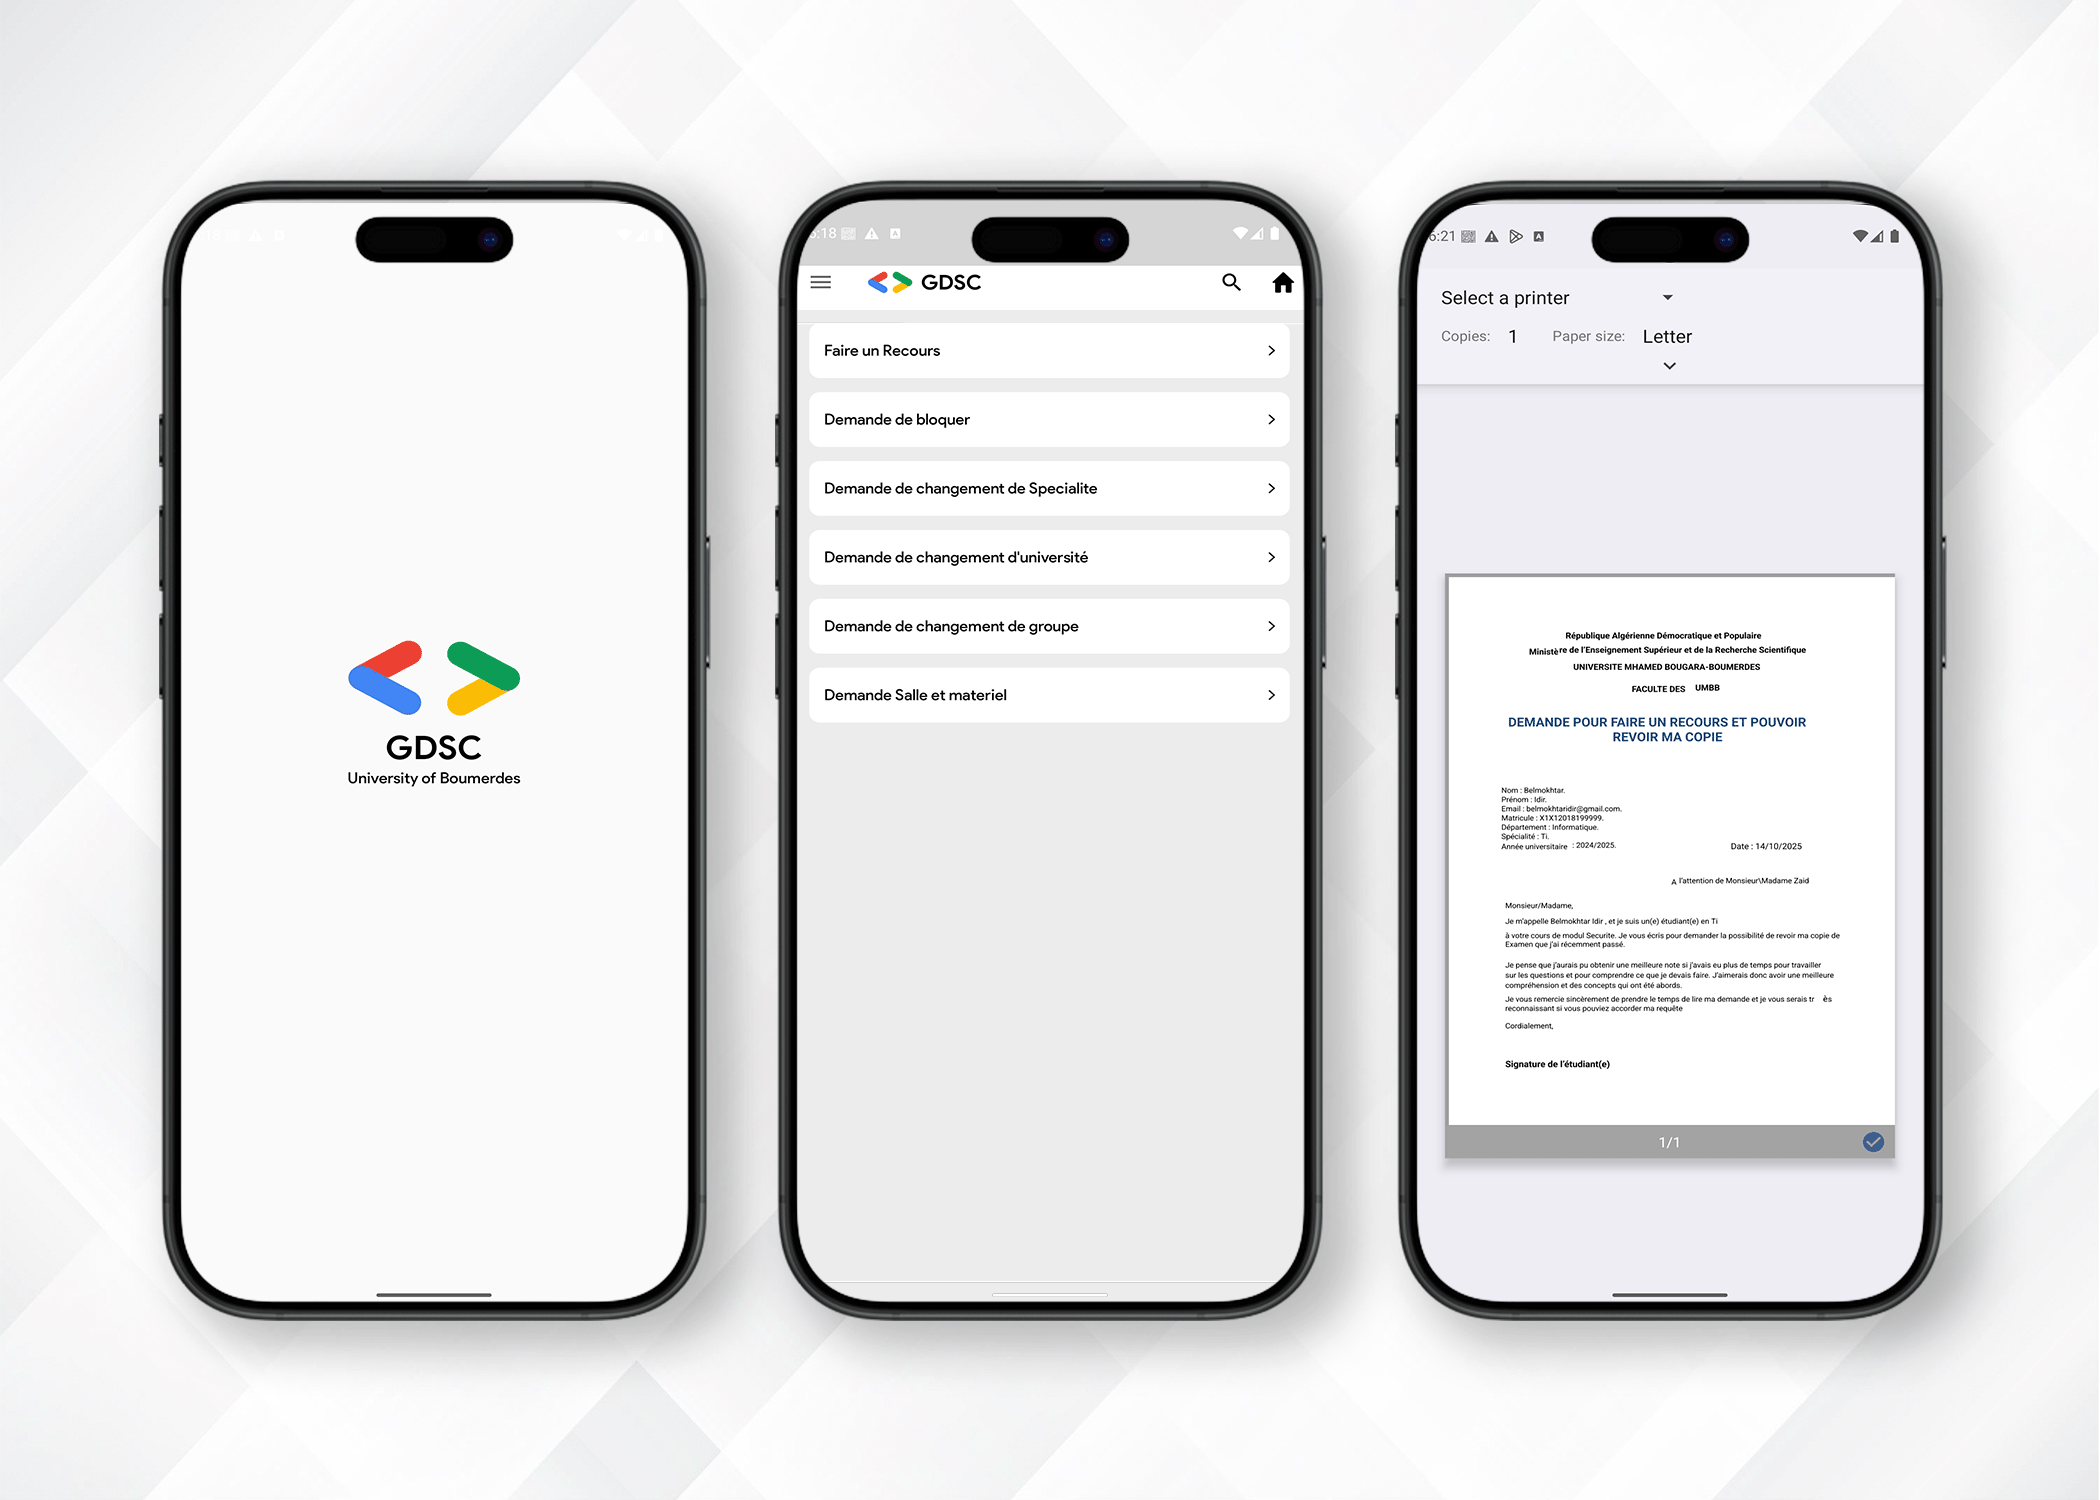 GDSC
University of Boumerdes
6:18
GDSC
Faire un Recours
Demande de bloquer
Demande de changement de Specialite
Demande de changement d'université
Demande de changement de groupe
Demande Salle et materiel
6:21
Select a printer
Copies: 1 Paper size: Letter
République Algérienne Démocratique et Populaire
Ministère de l'Enseignement Supérieur et de la Recherche Scientifique
UNIVERSITE MHAMED BOUGARA-BOUMERDES
FACULTE DES UMBB
DEMANDE POUR FAIRE UN RECOURS ET POUVOIR
REVOIR MA COPIE
Nom : Belmokhtar.
Prénom : Idir.
Email : belmokhtaridir@gmail.com.
Matricule : X1X12018199999.
Département : Informatique.
Spécialité : Ti.
Année universitaire : 2024/2025.
Date : 14/10/2025
A l'attention de Monsieur\Madame Zaid
Monsieur/Madame,
Je m'appelle Belmokhtar Idir , et je suis un(e) étudiant(e) en Ti
à votre cours de modul Securite. Je vous écris pour demander la possibilité de revoir ma copie de
Examen que j'ai récemment passé.
Je pense que j'aurais pu obtenir une meilleure note si j'avais eu plus de temps pour travailler
sur les questions et pour comprendre ce que je devais faire. J'aimerais donc avoir une meilleure
compréhension et des concepts qui ont été abords.
Je vous remercie sincèrement de prendre le temps de lire ma demande et je vous serais tr ès
reconnaissant si vous pouviez accorder ma requête
Cordialement,
Signature de l'étudiant(e)
1/1